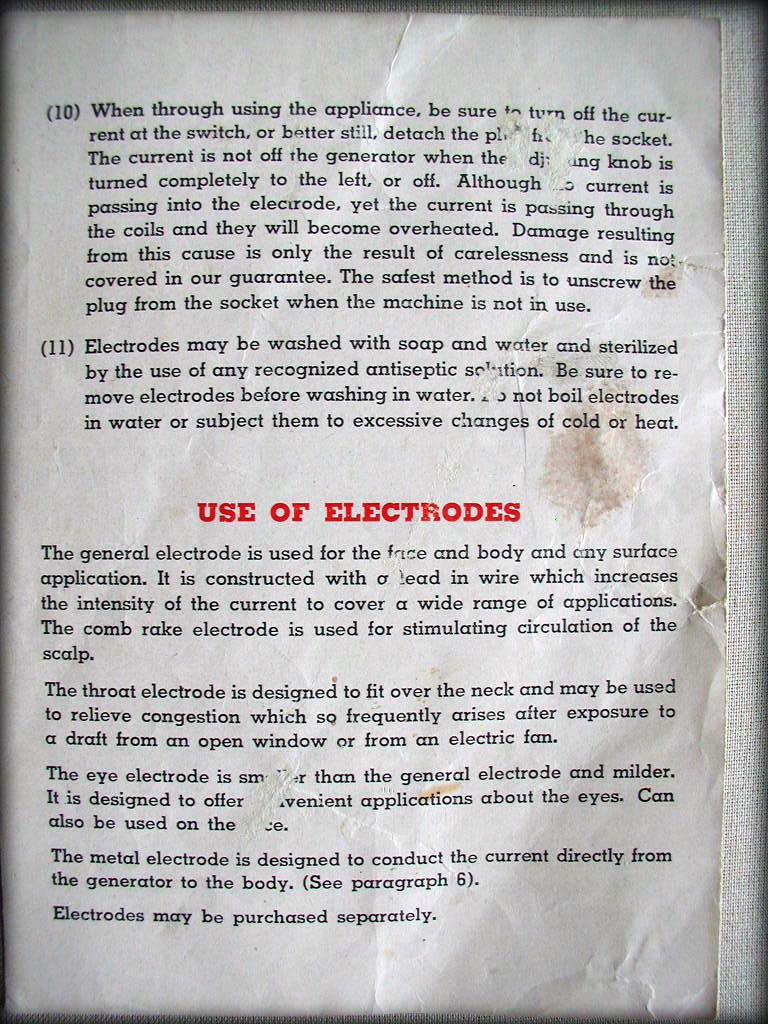 (10) When through using the appliance, be sure to turn off the cur-
rent at the switch, or better still, detach the he socket.
The current is not off the generator when the knob is
turned completely to the left, or off. Although current is
passing into the electrode, yet the current is passing through
the coils and they will become overheated. Damage resulting
from this cause is only the result of carelessness and is not
covered in our guarantee. The safest method is to unscrew the
plug from the socket when the machine is not in use.
(11) Electrodes may be washed with soap and water and sterilized
by the use of any recognized antiseptic solution. Be sure to re-
move electrodes before washing in water. not boil electrodes
in water or subject them to excessive changes of cold or heat.
USE OF ELECTRODES
The general electrode is used for the face and body and any surface
application. It is constructed with a lead in wire which increases
the intensity of the current to cover a wide range of applications.
The comb rake electrode is used for stimulating circulation of the
scalp.
The throat electrode is designed to fit over the neck and may be used
to relieve congestion which so frequently arises after exposure to
a draft from an open window or from an electric fan.
The eye electrode is than the general electrode and milder.
It is designed to offer applications about the eyes. Can
also be used on the
The metal electrode is designed to conduct the current directly from
the generator to the body. (See paragraph 6).
Electrodes may be purchased separately.